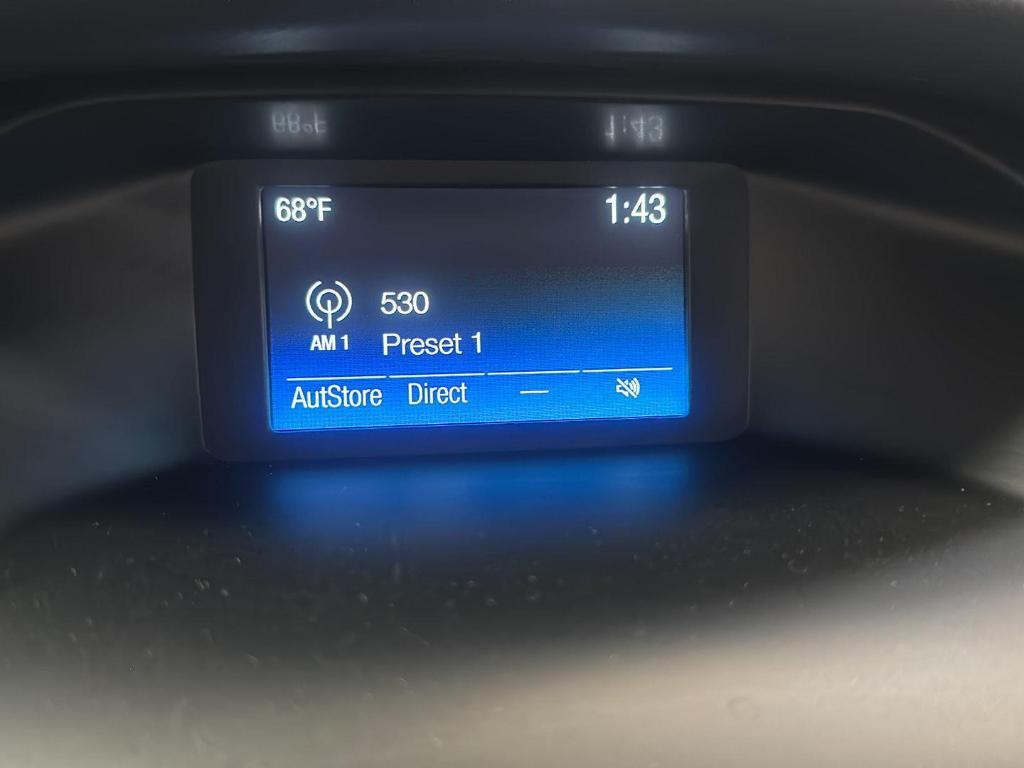 68°F 1:43
530
AM 1 Preset 1
AutStore Direct —